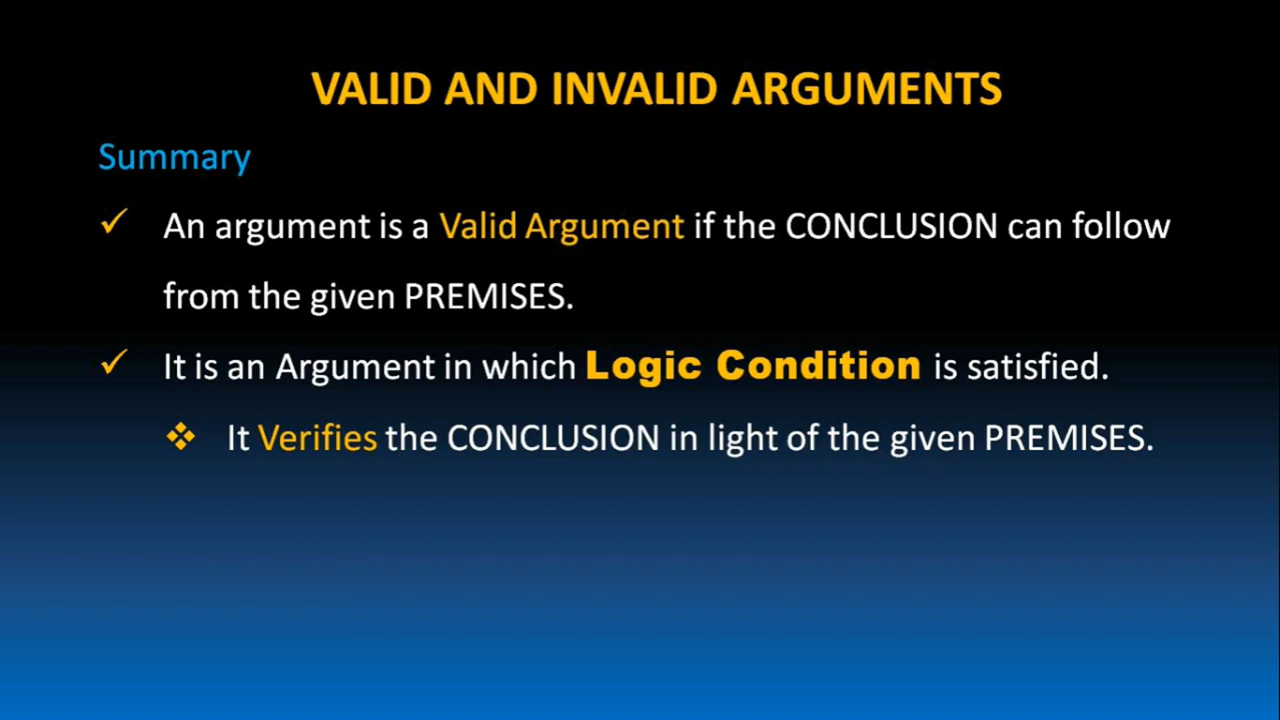 VALID AND INVALID ARGUMENTS
Summary
✓ An argument is a Valid Argument if the CONCLUSION can follow
from the given PREMISES.
✓ It is an Argument in which Logic Condition is satisfied.
❖ It Verifies the CONCLUSION in light of the given PREMISES.